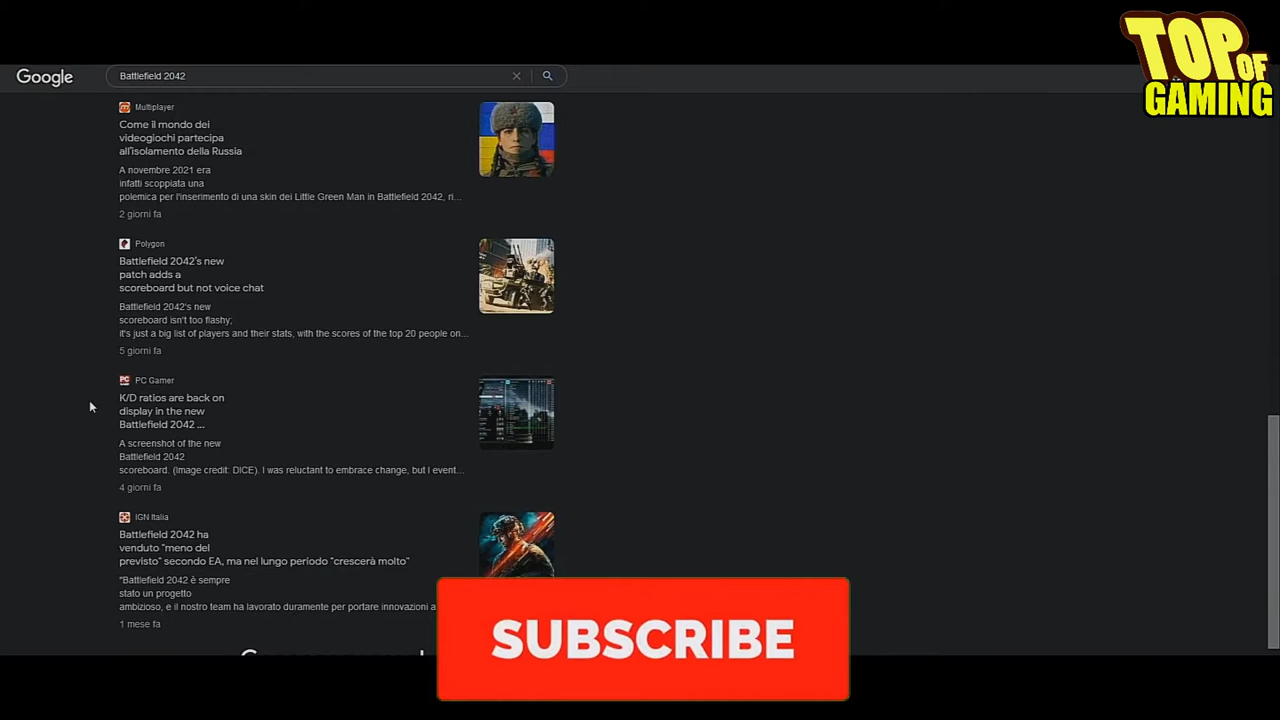 TOP OF
GAMING
Google
Battlefield 2042
Multiplayer
Come il mondo dei
videogiochi partecipa
all'isolamento della Russia
A novembre 2021 era
infatti scoppiata una
polemica per l'inserimento di una skin dei Little Green Man in Battlefield 2042, ri...
2 giorni fa
Polygon
Battlefield 2042's new
patch adds a
scoreboard but not voice chat
Battlefield 2042's new
scoreboard isn't too flashy;
it's just a big list of players and their stats, with the scores of the top 20 people on...
5 giorni fa
PC Gamer
K/D ratios are back on
display in the new
Battlefield 2042 ...
A screenshot of the new
Battlefield 2042
scoreboard. (Image credit: DICE). I was reluctant to embrace change, but I event...
4 giorni fa
IGN Italia
Battlefield 2042 ha
venduto "meno del
previsto" secondo EA, ma nel lungo periodo "crescerà molto"
"Battlefield 2042 è sempre
stato un progetto
ambizioso, e il nostro team ha lavorato duramente per portare innovazioni a
1 mese fa
SUBSCRIBE